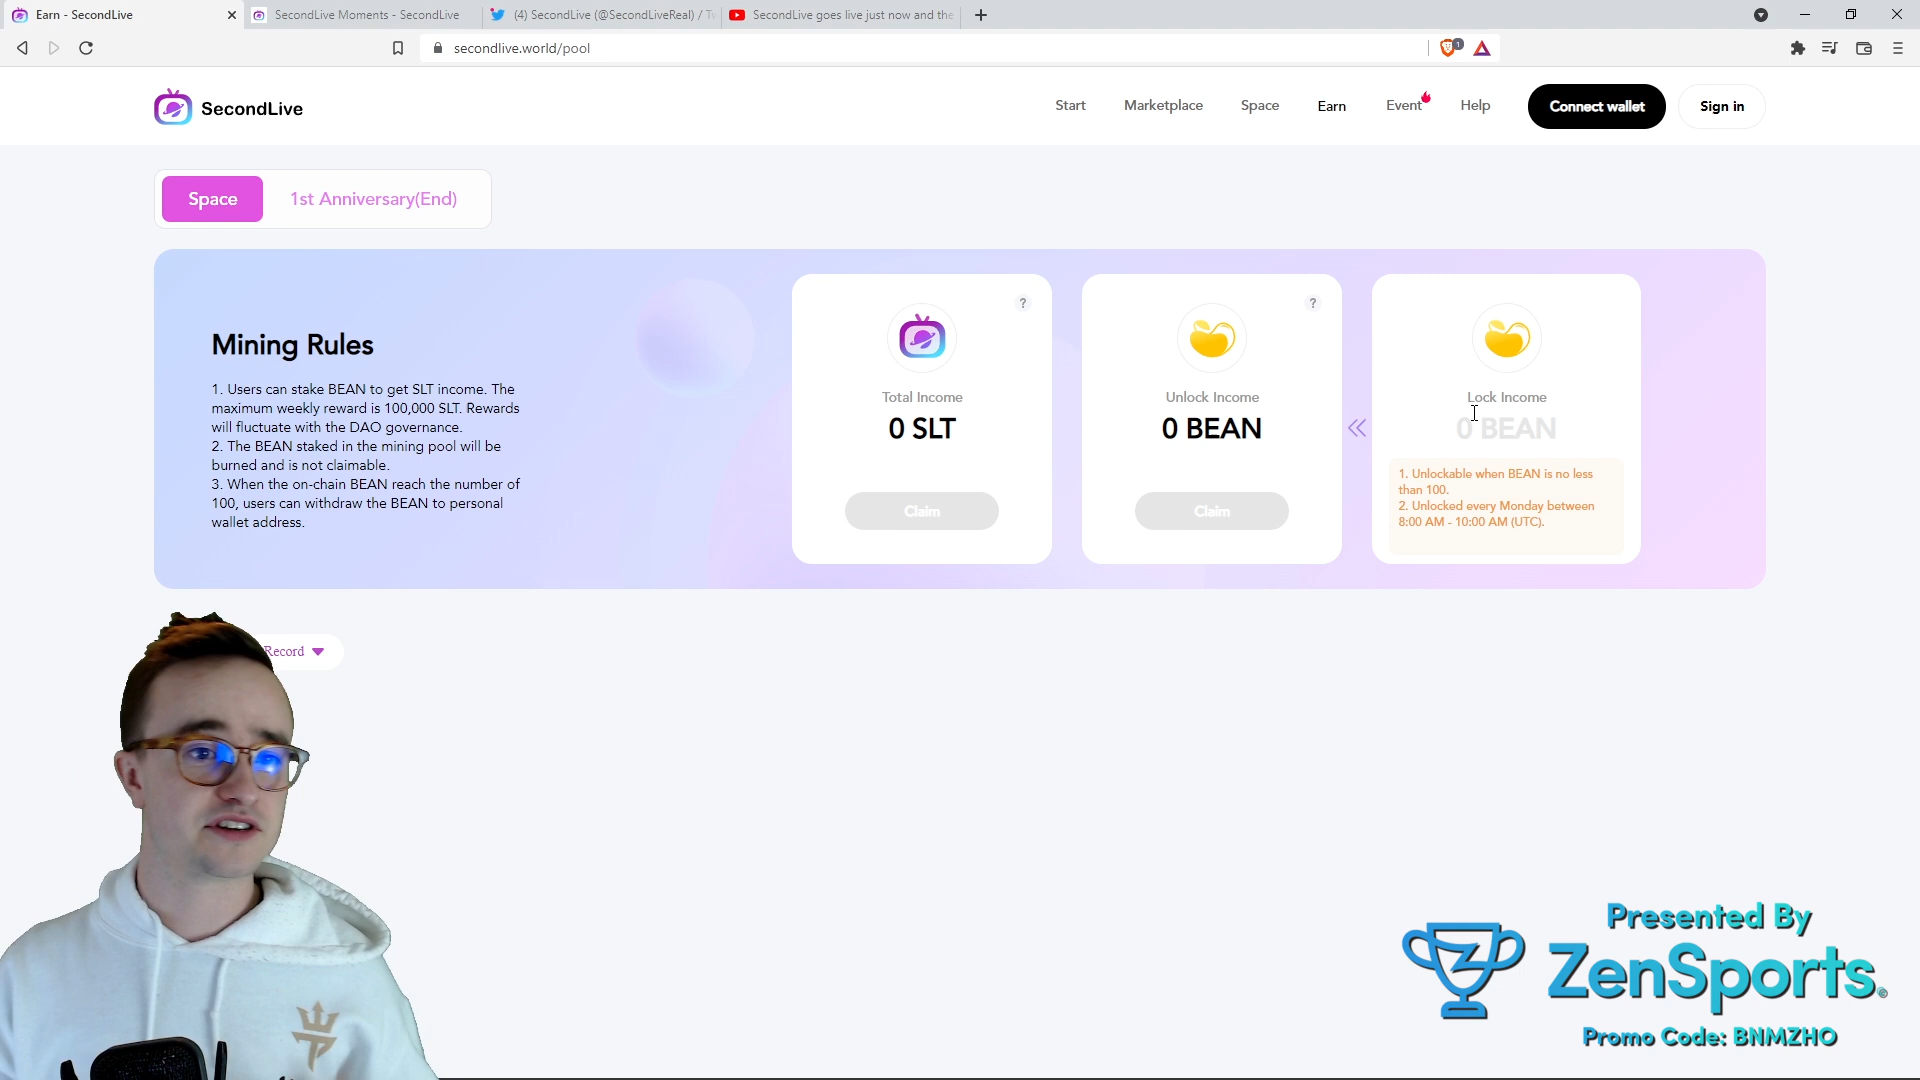 Earn - SecondLive
SecondLive Moments - SecondLive
(4) SecondLive (@SecondLiveReal) / Tw
SecondLive goes live just now and the
secondlive.world/pool
1
SecondLive
Start
Marketplace
Space
Earn
Event
Help
Connect wallet
Sign in
Space
1st Anniversary(End)
Mining Rules
1. Users can stake BEAN to get SLT income. The
maximum weekly reward is 100,000 SLT. Rewards
will fluctuate with the DAO governance.
2. The BEAN staked in the mining pool will be
burned and is not claimable.
3. When the on-chain BEAN reach the number of
100, users can withdraw the BEAN to personal
wallet address.
?
Total Income
0 SLT
Claim
?
Unlock Income
0 BEAN
Claim
Lock Income
0 BEAN
1. Unlockable when BEAN is no less
than 100.
2. Unlocked every Monday between
8:00 AM - 10:00 AM (UTC).
Record
Presented By
ZenSports
Promo Code: BNMZHO